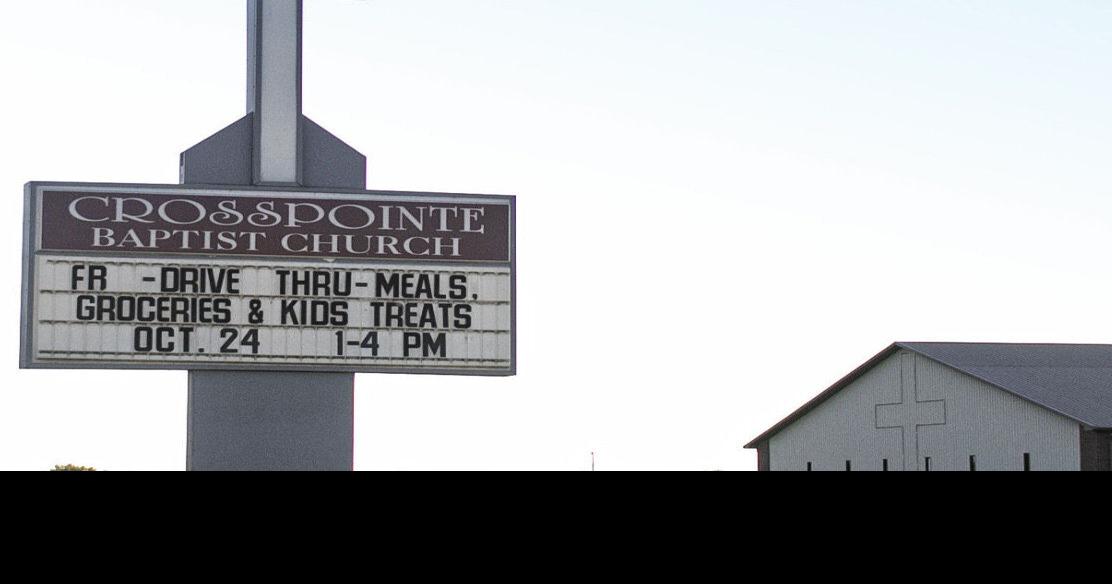 CROSSPOINTE
BAPTIST CHURCH
FR -DRIVE THRU-MEALS,
GROCERIES & KIDS TREATS
OCT. 24 1-4 PM